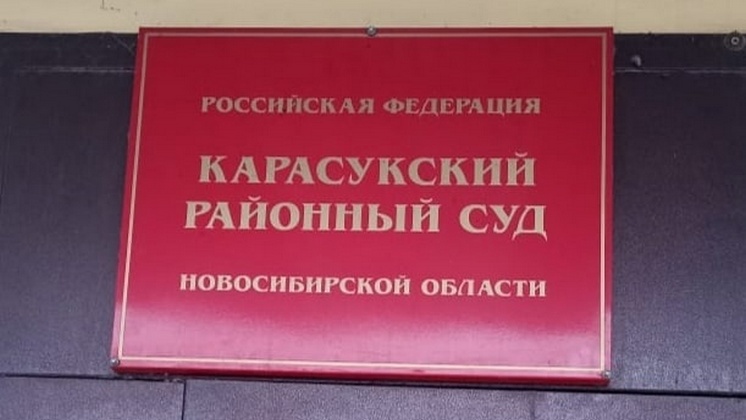 РОССИЙСКАЯ ФЕДЕРАЦИЯ
КАРАСУКСКИЙ
РАЙОННЫЙ СУД
НОВОСИБИРСКОЙ ОБЛАСТИ